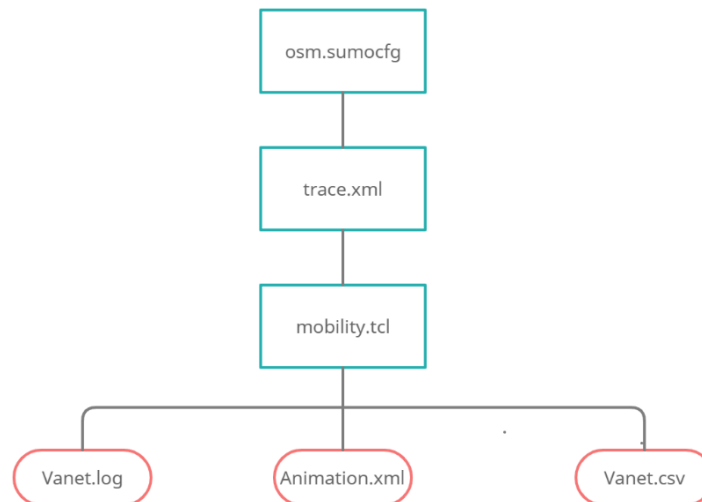 osm.sumocfg
trace.xml
mobility.tcl
Vanet.log
Animation.xml
Vanet.csv